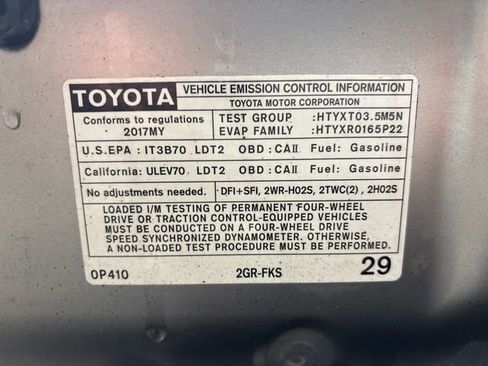 TOYOTA
VEHICLE EMISSION CONTROL INFORMATION
TOYOTA MOTOR CORPORATION
Conforms to regulations
2017MY
TEST GROUP :HTYXT03.5M5N
EVAP FAMILY :HTYXR0165P22
U.S.EPA : IT3B70 LDT2 OBD : CAII Fuel: Gasoline
California: ULEV70 LDT2 OBD : CAII Fuel: Gasoline
No adjustments needed. DFI+SFI, 2WR-HO2S, 2TWC(2), 2HO2S
LOADED I/M TESTING OF PERMANENT FOUR-WHEEL
DRIVE OR TRACTION CONTROL-EQUIPPED VEHICLES
MUST BE CONDUCTED ON A FOUR-WHEEL DRIVE
SPEED SYNCHRONIZED DYNAMOMETER. OTHERWISE,
A NON-LOADED TEST PROCEDURE MUST BE PERFORMED.
0P410 2GR-FKS 29